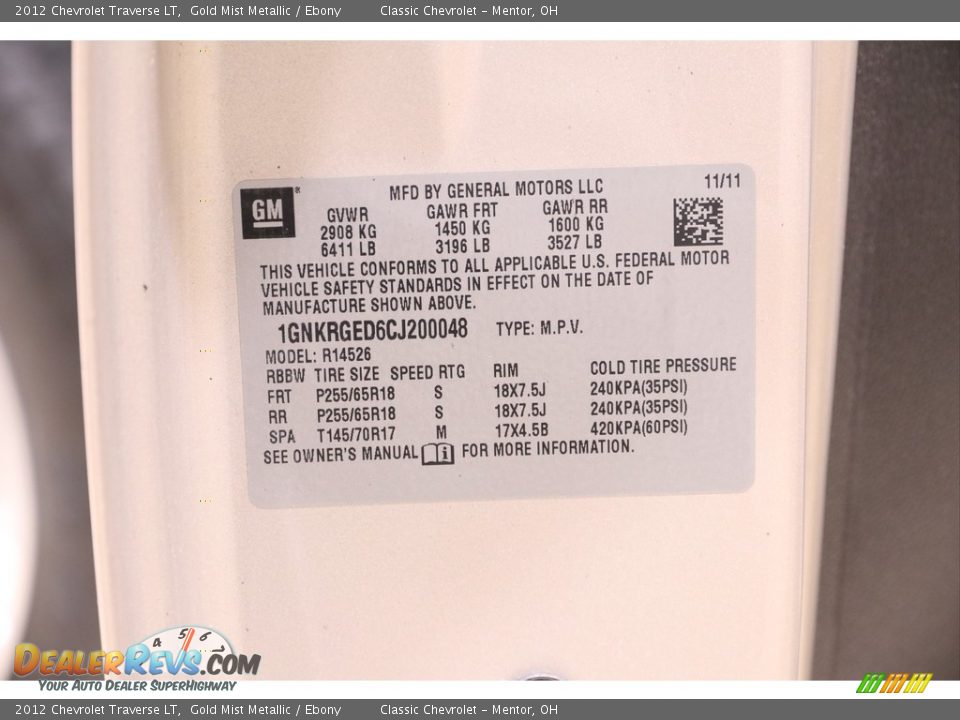 2012 Chevrolet Traverse LT, Gold Mist Metallic / Ebony Classic Chevrolet - Mentor, OH
GM®
MFD BY GENERAL MOTORS LLC 11/11
GVWR GAWR FRT GAWR RR
2908 KG 1450 KG 1600 KG
6411 LB 3196 LB 3527 LB
THIS VEHICLE CONFORMS TO ALL APPLICABLE U.S. FEDERAL MOTOR
VEHICLE SAFETY STANDARDS IN EFFECT ON THE DATE OF
MANUFACTURE SHOWN ABOVE.
1GNKRGED6CJ200048 TYPE: M.P.V.
MODEL: R14526
RBBW TIRE SIZE SPEED RTG RIM COLD TIRE PRESSURE
FRT P255/65R18 S 18X7.5J 240KPA(35PSI)
RR P255/65R18 S 18X7.5J 240KPA(35PSI)
SPA T145/70R17 M 17X4.5B 420KPA(60PSI)
SEE OWNER'S MANUAL i FOR MORE INFORMATION.
4 5 6 7
DEALERREVS.COM
YOUR AUTO DEALER SUPERHIGHWAY
2012 Chevrolet Traverse LT, Gold Mist Metallic / Ebony Classic Chevrolet - Mentor, OH